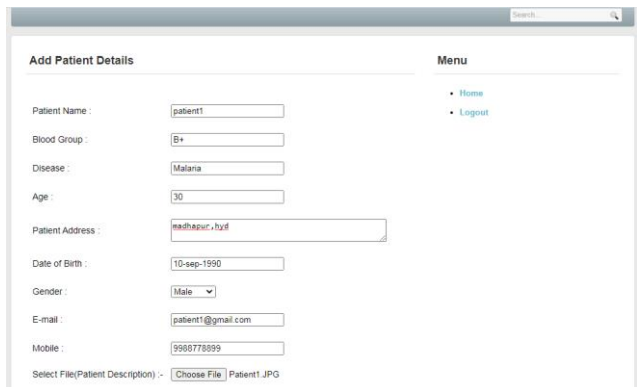 Search...
Add Patient Details
Menu
Home
Logout
Patient Name : patient1
Blood Group : B+
Disease : Malaria
Age : 30
Patient Address : madhapur,hyd
Date of Birth : 10-sep-1990
Gender : Male
E-mail : patient1@gmail.com
Mobile : 9988778899
Select File(Patient Description) :- Choose File Patient1.JPG